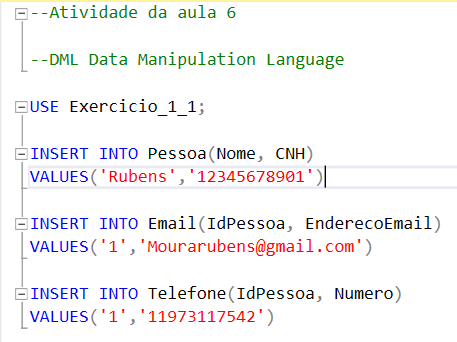 --Atividade da aula 6
--DML Data Manipulation Language
USE Exercicio_1_1;
INSERT INTO Pessoa(Nome, CNH)
VALUES('Rubens','12345678901')
INSERT INTO Email(IdPessoa, EnderecoEmail)
VALUES('1','Mourarubens@gmail.com')
INSERT INTO Telefone(IdPessoa, Numero)
VALUES('1','11973117542')